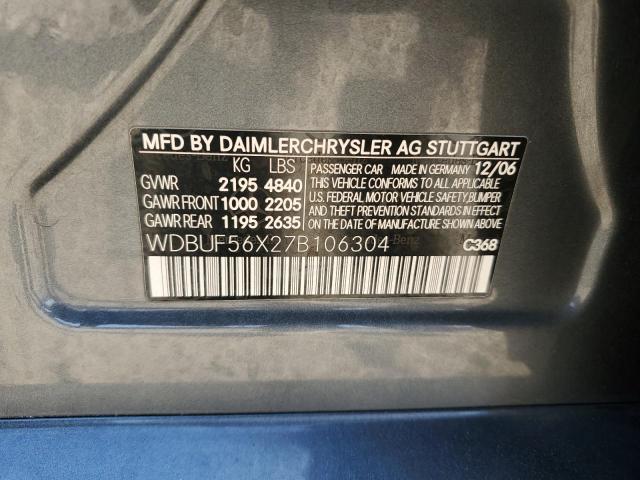 MFD BY DAIMLERCHRYSLER AG STUTTGART
KG LBS
GVWR 2195 4840
GAWR FRONT 1000 2205
GAWR REAR 1195 2635
PASSENGER CAR MADE IN GERMANY 12/06
THIS VEHICLE CONFORMS TO ALL APPLICABLE
U.S. FEDERAL MOTOR VEHICLE SAFETY,BUMPER
AND THEFT PREVENTION STANDARDS IN EFFECT
ON THE DATE OF MANUFACTURE SHOWN ABOVE.
WDBUF56X27B106304 C368